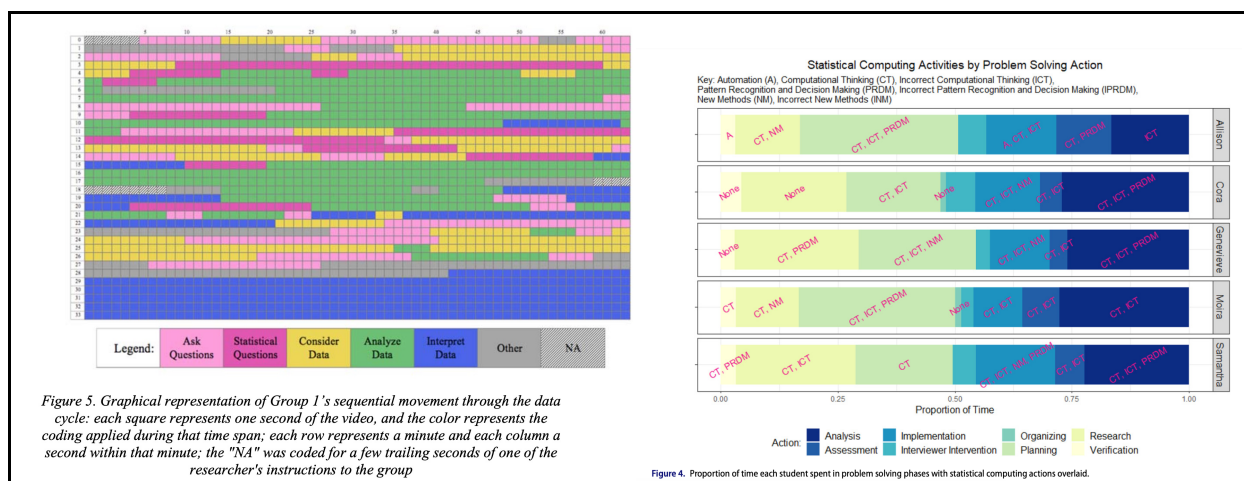 5 10 15 20 25 30 35 40 45 50 55 60
0
1
2
3
4
5
6
7
8
9
10
11
12
13
14
15
16
17
18
19
20
21
22
23
24
25
26
27
28
29
30
31
32
33
Legend: Ask Questions Statistical Questions Consider Data Analyze Data Interpret Data Other NA
Figure 5. Graphical representation of Group 1's sequential movement through the data
cycle: each square represents one second of the video, and the color represents the
coding applied during that time span; each row represents a minute and each column a
second within that minute; the "NA" was coded for a few trailing seconds of one of the
researcher's instructions to the group
Statistical Computing Activities by Problem Solving Action
Key: Automation (A), Computational Thinking (CT), Incorrect Computational Thinking (ICT),
Pattern Recognition and Decision Making (PRDM), Incorrect Pattern Recognition and Decision Making (IPRDM),
New Methods (NM), Incorrect New Methods (INM)
A CT, NM CT, ICT, PRDM A, CT, ICT CT, PRDM ICT Allison
None None CT, ICT None CT, ICT, NM CT, ICT CT, ICT, PRDM Cora
None CT, PRDM CT, ICT, INM CT, ICT, NM CT, ICT CT, ICT, PRDM Genevieve
CT CT, NM CT, ICT, PRDM None CT, ICT CT, ICT CT, ICT Moira
CT, PRDM CT, ICT CT CT, ICT, NM, PRDM CT, ICT CT, ICT, PRDM Samantha
0.00 0.25 0.50 0.75 1.00
Proportion of Time
Action: Analysis Implementation Organizing Research
Assessment Interviewer Intervention Planning Verification
Figure 4. Proportion of time each student spent in problem solving phases with statistical computing actions overlaid.